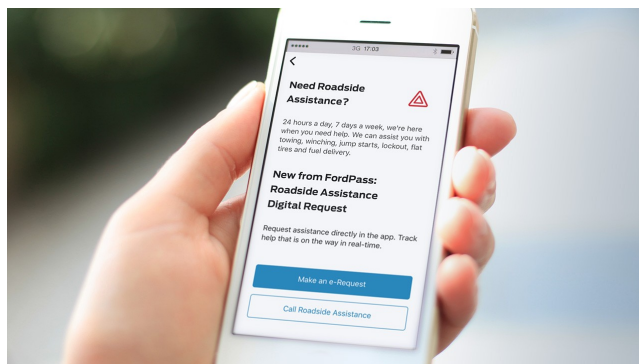 3G 17:03
Need Roadside
Assistance?
24 hours a day, 7 days a week, we're here
when you need help. We can assist you with
towing, winching, jump starts, lockout, flat
tires and fuel delivery.
New from FordPass:
Roadside Assistance
Digital Request
Request assistance directly in the app. Track
help that is on the way in real-time.
Make an e-Request
Call Roadside Assistance